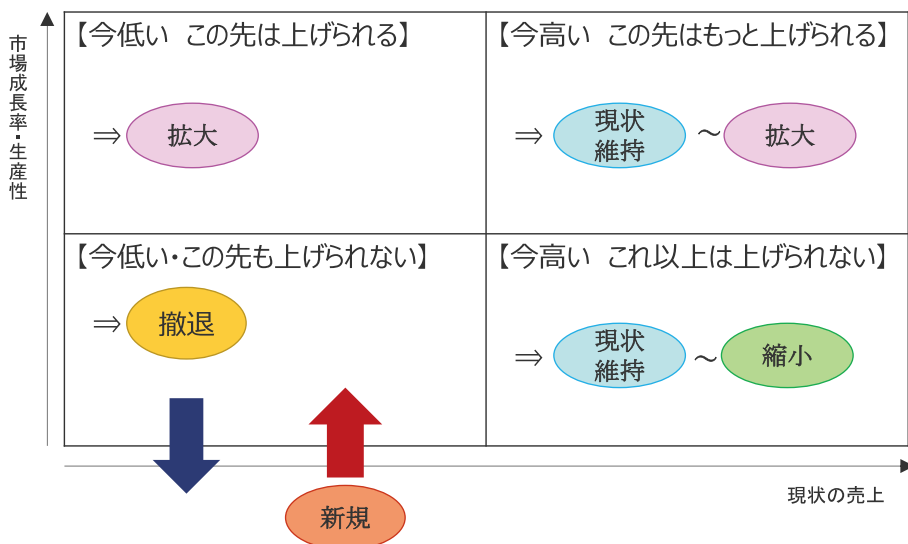 市場成長率・生産性
【今低い この先は上げられる】
⇒ 拡大
【今高い この先はもっと上げられる】
⇒ 現状
維持 ～ 拡大
【今低い・この先も上げられない】
⇒ 撤退
【今高い これ以上は上げられない】
⇒ 現状
維持 ～ 縮小
現状の売上
新規